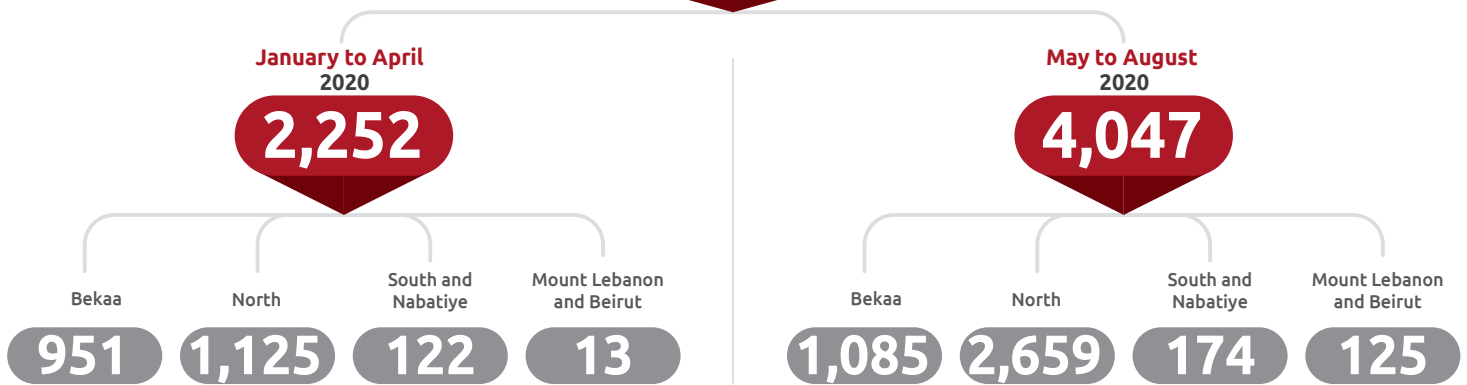 January to April
2020
2,252
Bekaa
951
North
1,125
South and
Nabatiye
122
Mount Lebanon
and Beirut
13
May to August
2020
4,047
Bekaa
1,085
North
2,659
South and
Nabatiye
174
Mount Lebanon
and Beirut
125